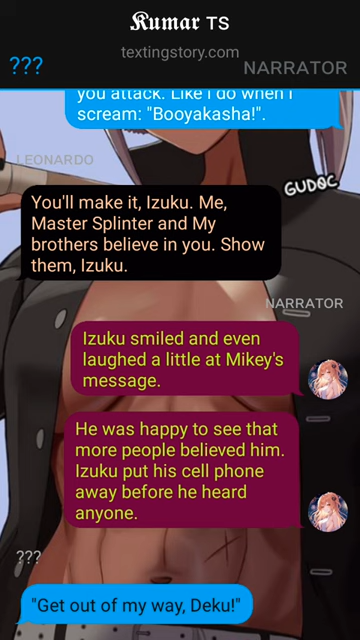 𝕶𝖚𝖒𝖆𝖗 TS
textingstory.com
??? NARRATOR
you attack. Like I do when I
scream: "Booyakasha!".
LEONARDO
GUDOC
You'll make it, Izuku. Me,
Master Splinter and My
brothers believe in you. Show
them, Izuku.
NARRATOR
Izuku smiled and even
laughed a little at Mikey's
message.
He was happy to see that
more people believed him.
Izuku put his cell phone
away before he heard
anyone.
???
"Get out of my way, Deku!"